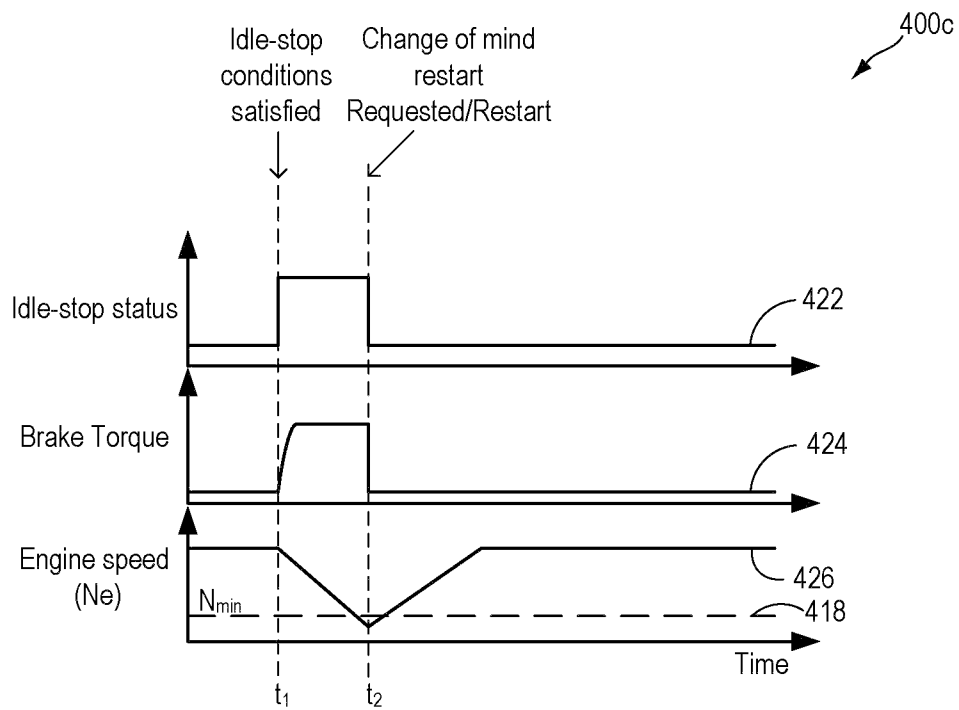 400c
Idle-stop
conditions
satisfied
Change of mind
restart
Requested/Restart
Idle-stop status
422
Brake Torque
424
Engine speed
(Ne)
Nmin
426
418
Time
t1
t2